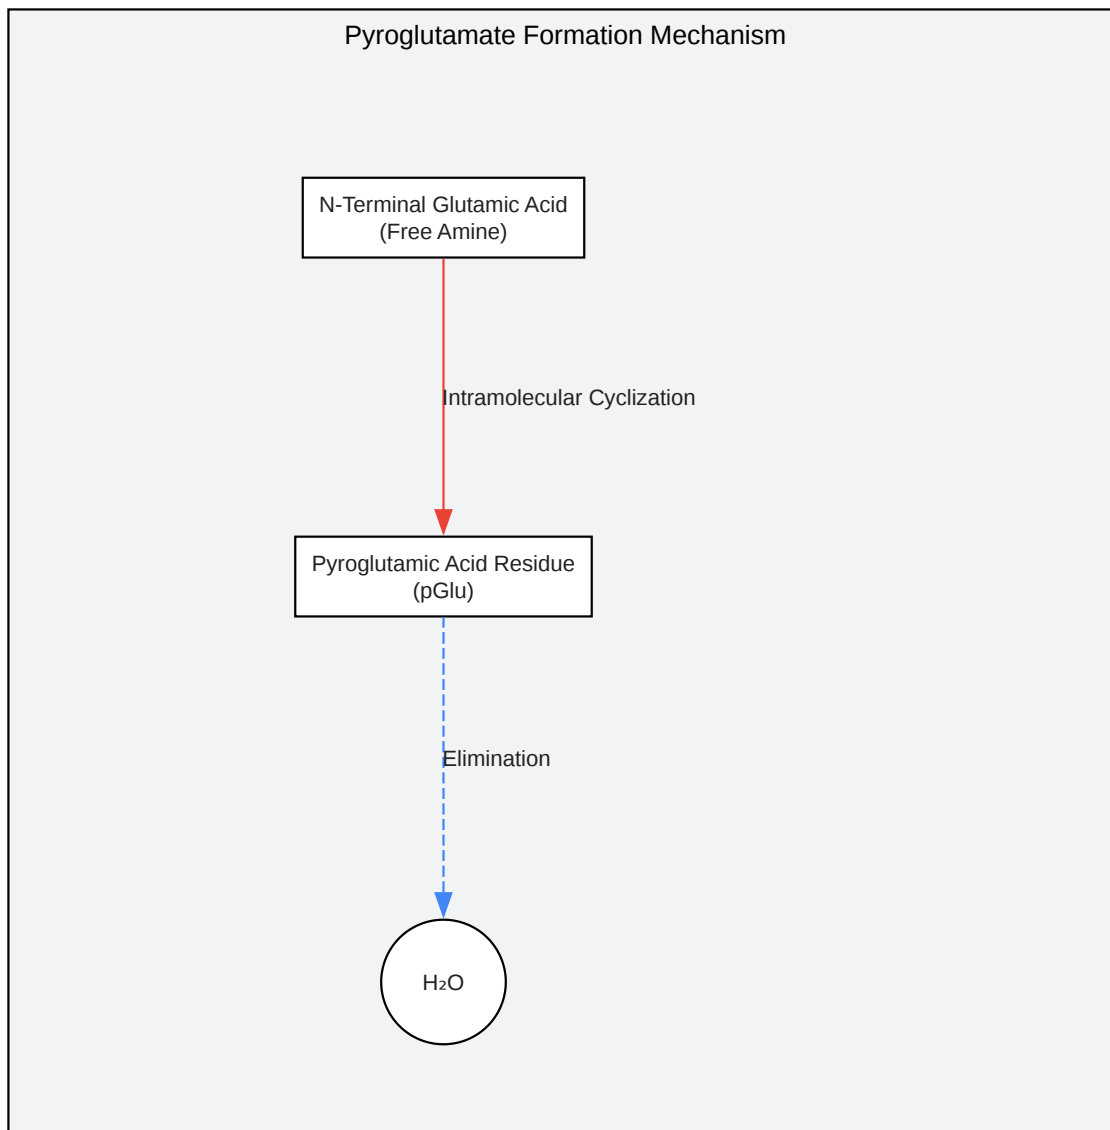 Pyroglutamate Formation Mechanism
N-Terminal Glutamic Acid
(Free Amine)
Intramolecular Cyclization
Pyroglutamic Acid Residue
(pGlu)
Elimination
H₂O